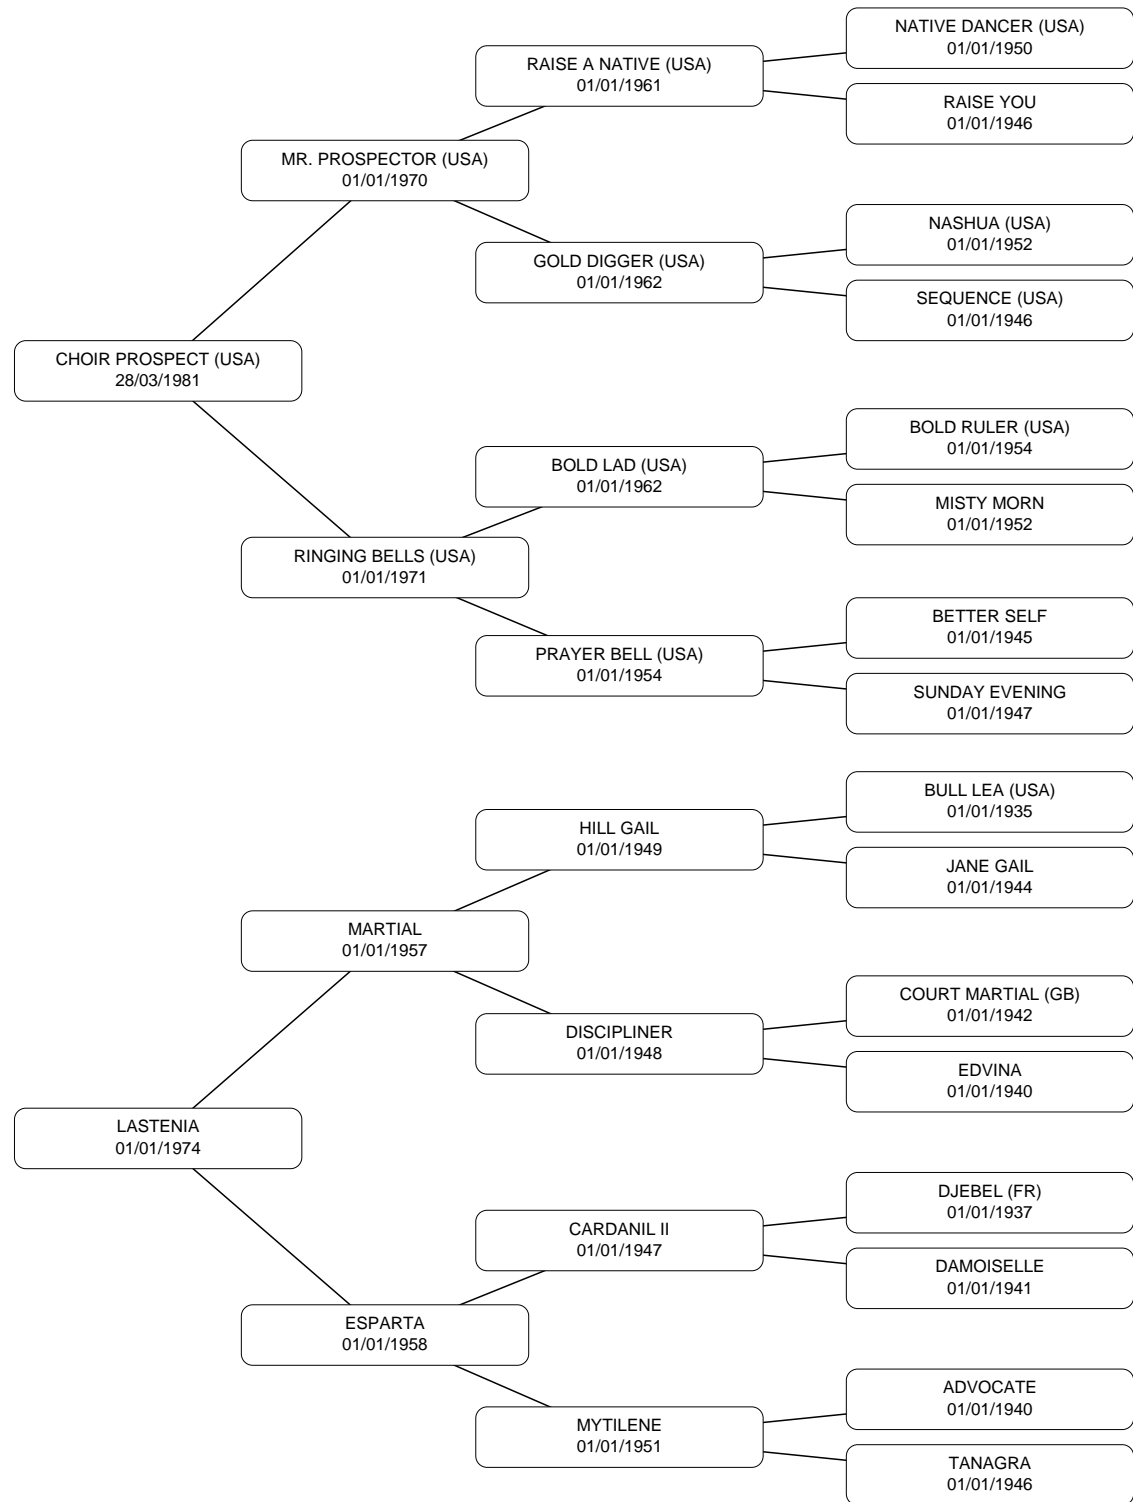 NATIVE DANCER (USA)
01/01/1950
RAISE A NATIVE (USA)
01/01/1961
RAISE YOU
01/01/1946
MR. PROSPECTOR (USA)
01/01/1970
NASHUA (USA)
01/01/1952
GOLD DIGGER (USA)
01/01/1962
SEQUENCE (USA)
01/01/1946
CHOIR PROSPECT (USA)
28/03/1981
BOLD RULER (USA)
01/01/1954
BOLD LAD (USA)
01/01/1962
MISTY MORN
01/01/1952
RINGING BELLS (USA)
01/01/1971
BETTER SELF
01/01/1945
PRAYER BELL (USA)
01/01/1954
SUNDAY EVENING
01/01/1947
BULL LEA (USA)
01/01/1935
HILL GAIL
01/01/1949
JANE GAIL
01/01/1944
MARTIAL
01/01/1957
COURT MARTIAL (GB)
01/01/1942
DISCIPLINER
01/01/1948
EDVINA
01/01/1940
LASTENIA
01/01/1974
DJEBEL (FR)
01/01/1937
CARDANIL II
01/01/1947
DAMOISELLE
01/01/1941
ESPARTA
01/01/1958
ADVOCATE
01/01/1940
MYTILENE
01/01/1951
TANAGRA
01/01/1946